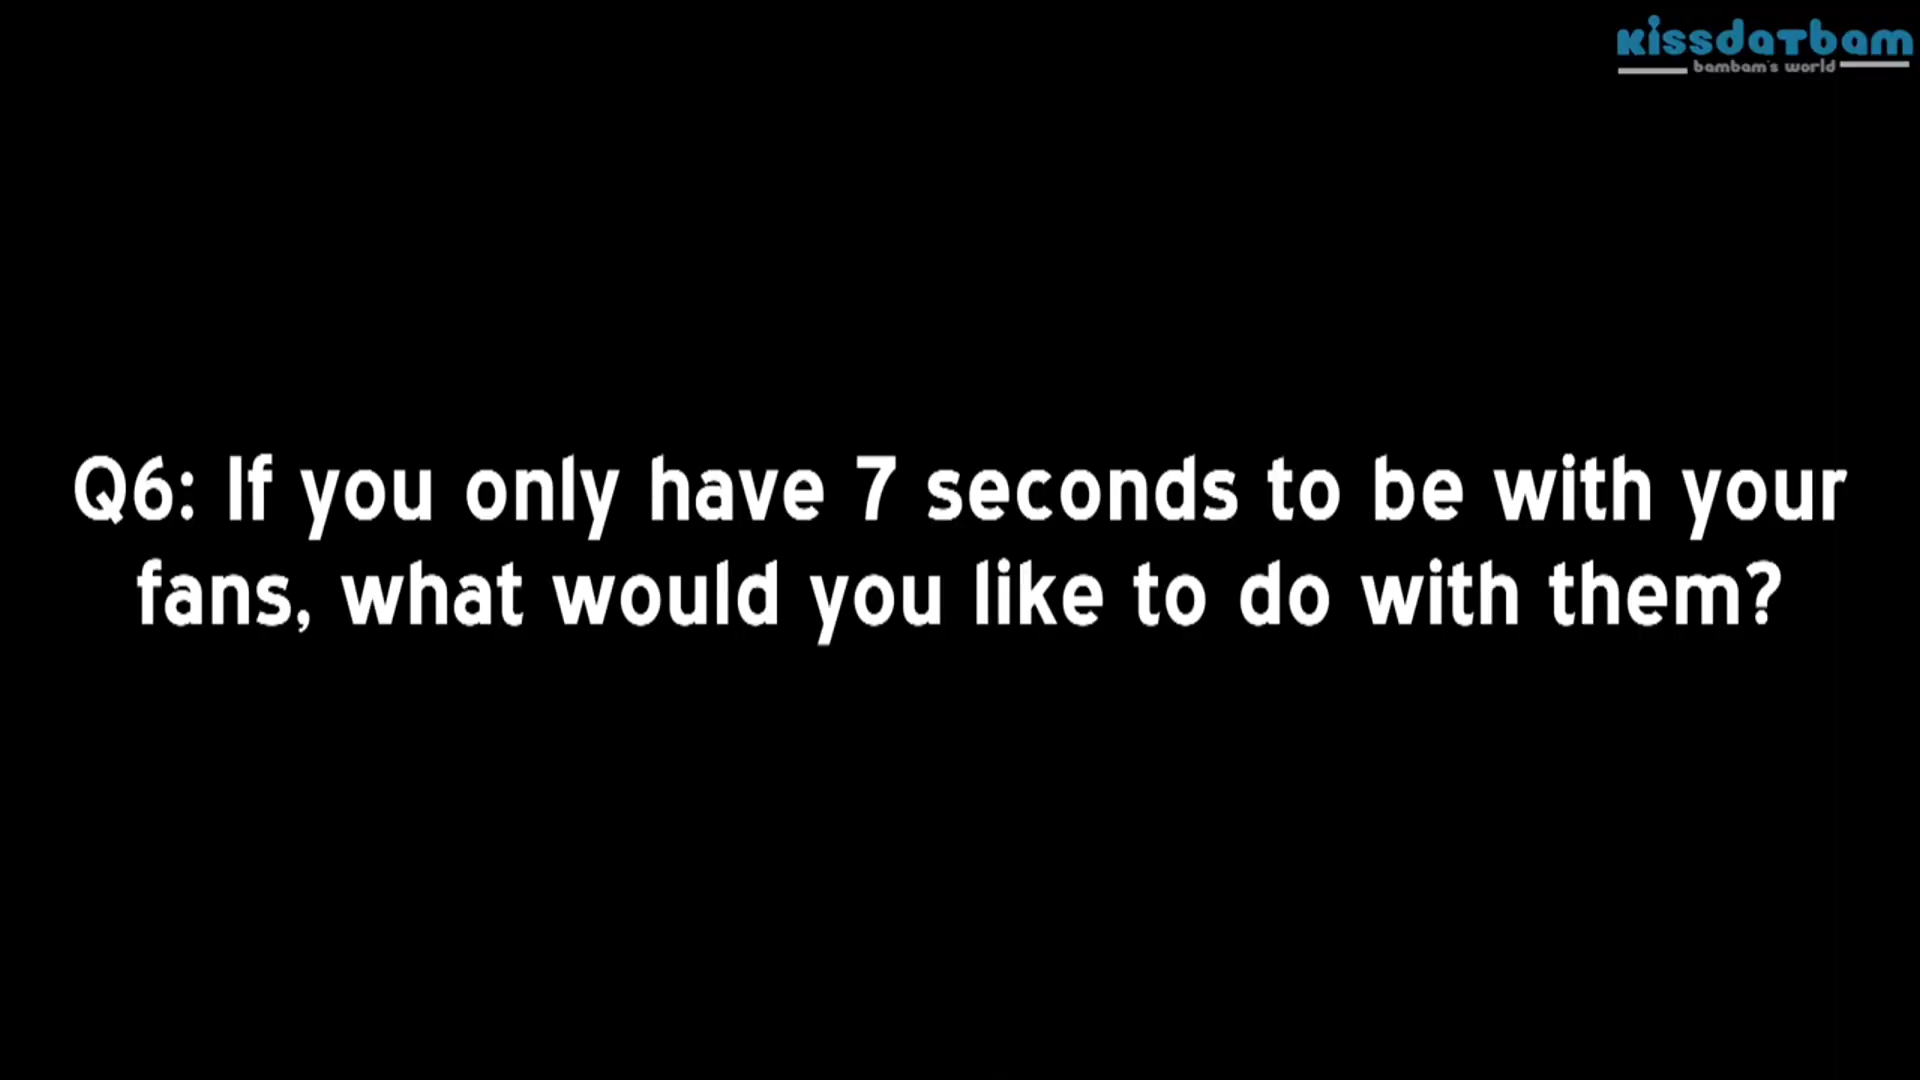 kissdatbam
bambam's world
Q6: If you only have 7 seconds to be with your
fans, what would you like to do with them?